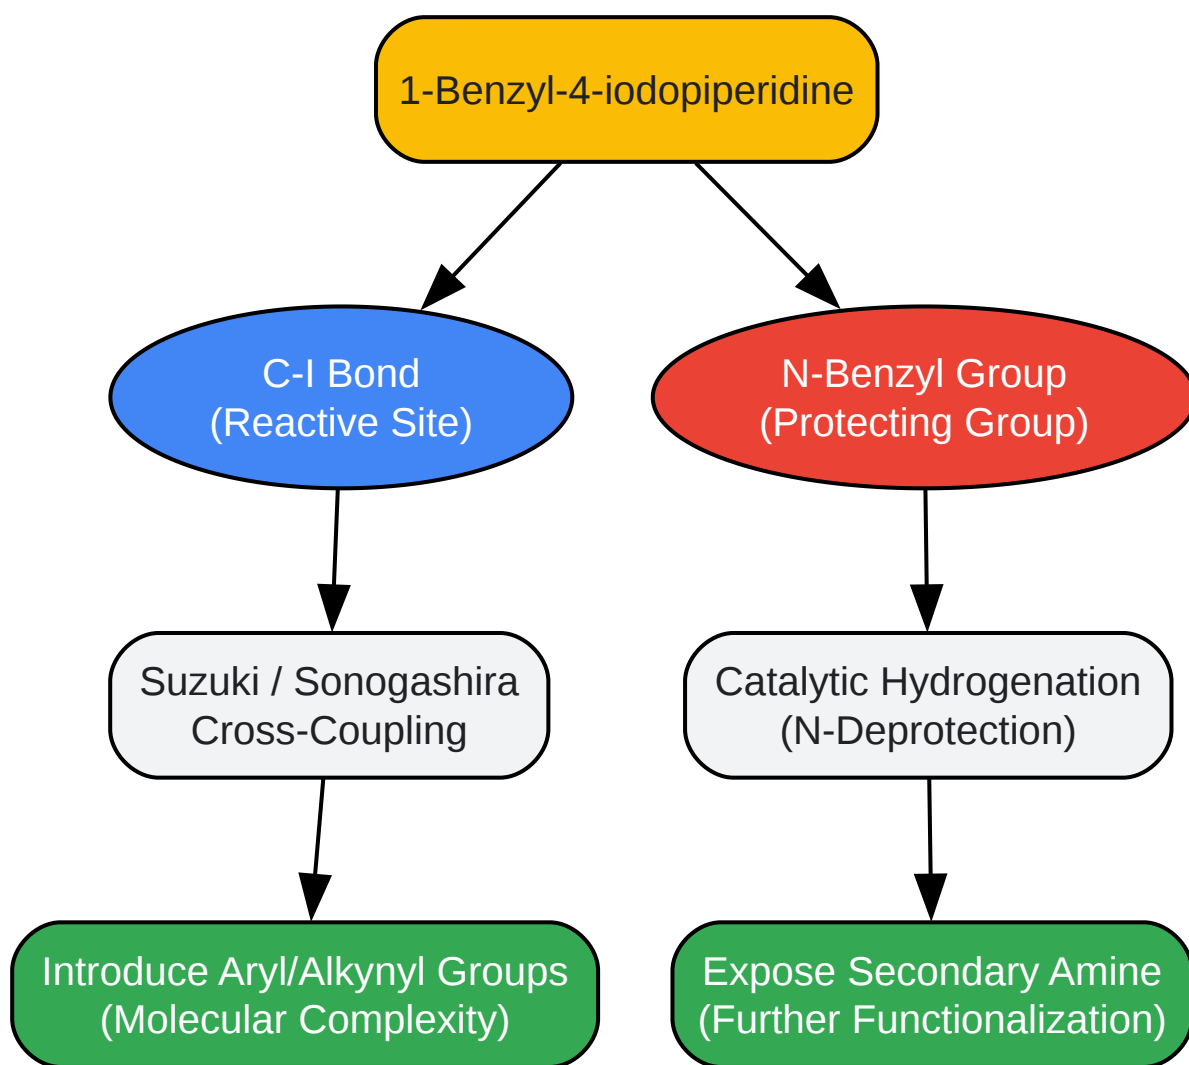 1-Benzyl-4-iodopiperidine
C-I Bond
(Reactive Site)
N-Benzyl Group
(Protecting Group)
Suzuki / Sonogashira
Cross-Coupling
Catalytic Hydrogenation
(N-Deprotection)
Introduce Aryl/Alkynyl Groups
(Molecular Complexity)
Expose Secondary Amine
(Further Functionalization)